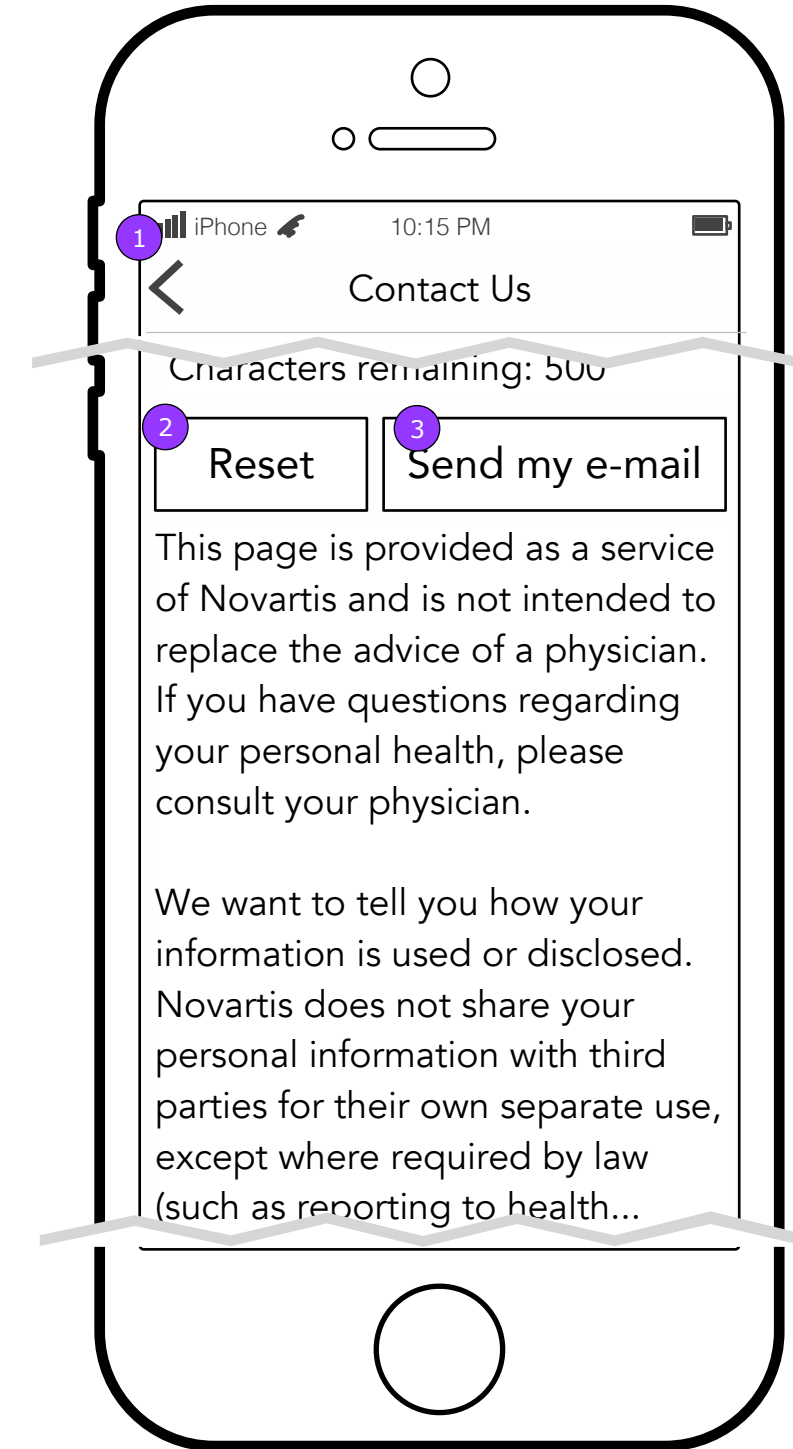 iPhone 10:15 PM
1
Contact Us
Characters remaining: 500
2
3
Reset
Send my e-mail
This page is provided as a service
of Novartis and is not intended to
replace the advice of a physician.
If you have questions regarding
your personal health, please
consult your physician.
We want to tell you how your
information is used or disclosed.
Novartis does not share your
personal information with third
parties for their own separate use,
except where required by law
(such as reporting to health...